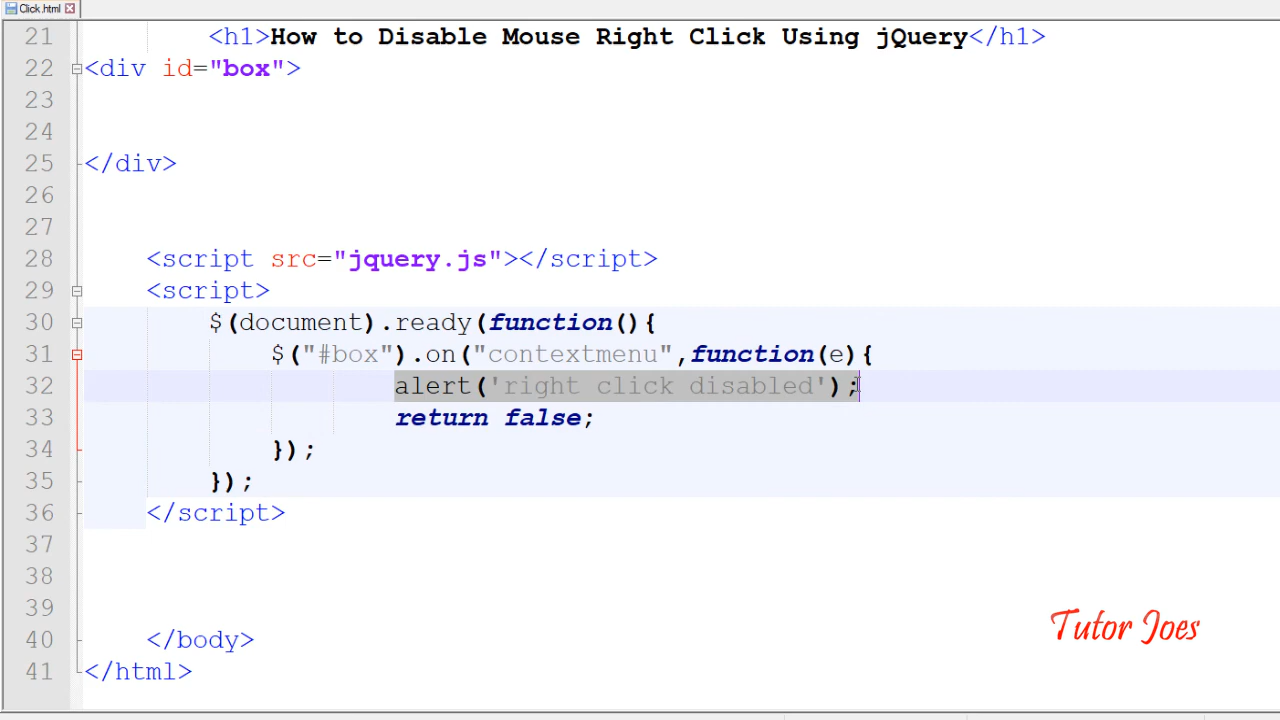 Click.html
21 <h1>How to Disable Mouse Right Click Using jQuery</h1>
22 <div id="box">
23
24
25 </div>
26
27
28 <script src="jquery.js"></script>
29 <script>
30 $(document).ready(function(){
31 $("#box").on("contextmenu",function(e){
32 alert('right click disabled');
33 return false;
34 });
35 });
36 </script>
37
38
39
40 </body>
41 </html>
Tutor Joes